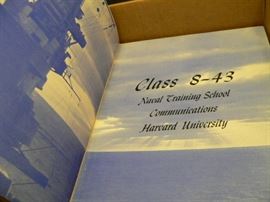 Class 8-43
Naval Training School
Communications
Harvard University